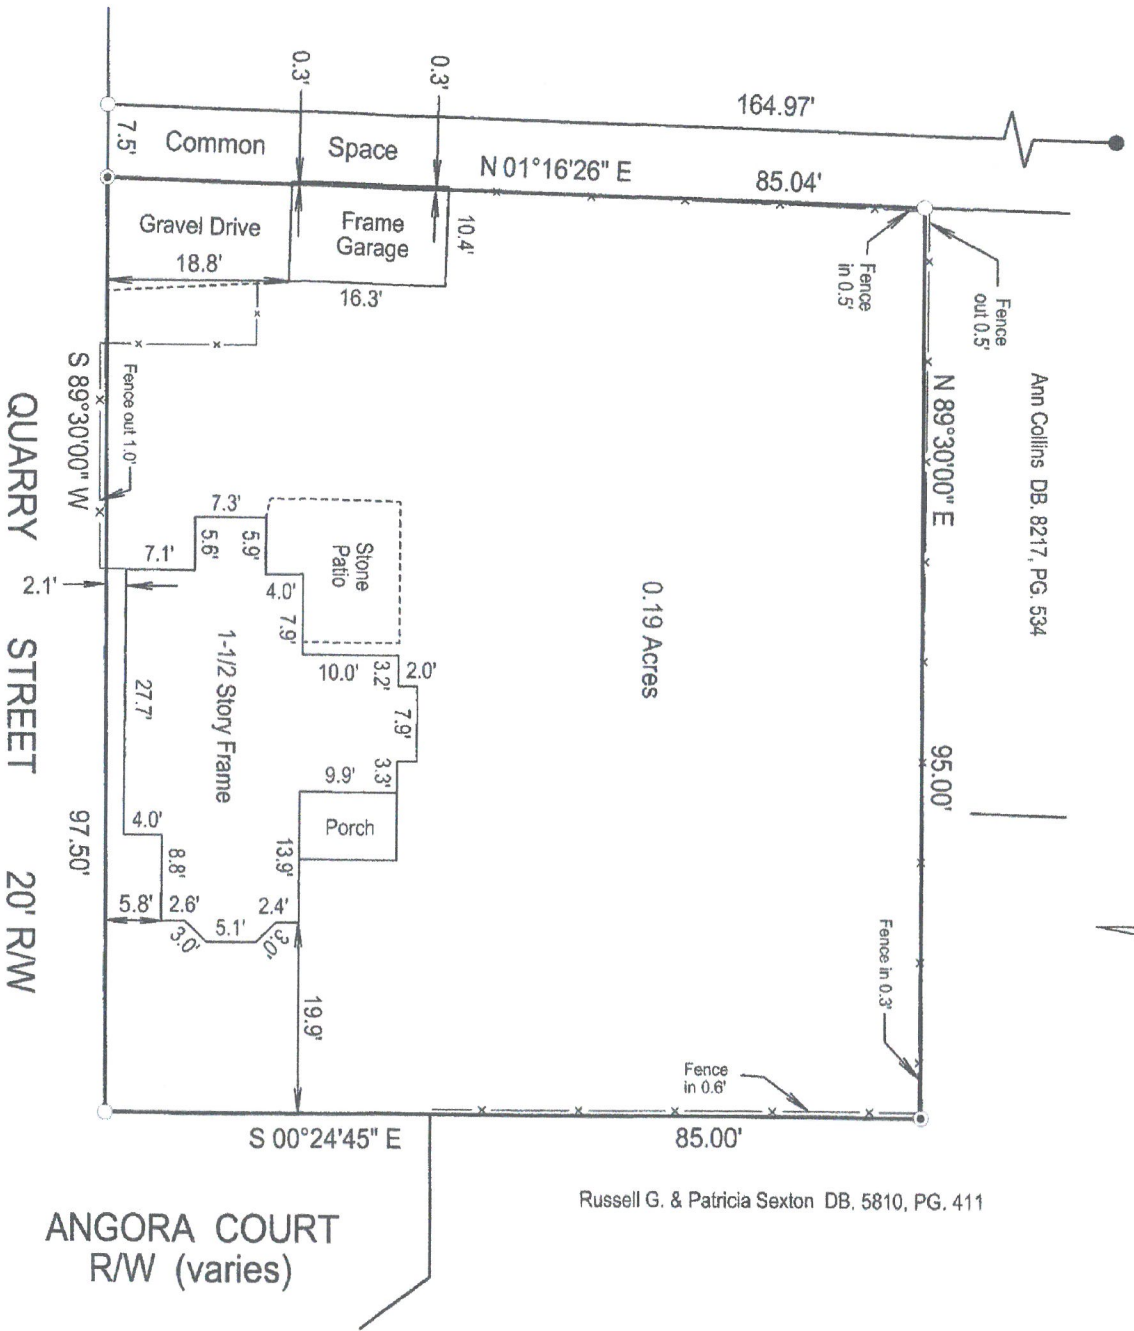 0.3'
0.3'
164.97'
7.5'
Common
Space
N 01°16'26" E
85.04'
Gravel Drive
Frame
Garage
10.4'
18.8'
16.3'
Fence
in 0.5'
Fence
out 0.5'
Ann Collins DB. 8217, PG. 534
N 89°30'00" E
95.00'
S 89°30'00" W
Fence out 1.0'
QUARRY STREET 20' R/W
97.50'
7.3'
5.6'
5.9'
7.1'
4.0'
2.1'
Stone
Patio
7.9'
10.0'
3.2'
2.0'
7.9'
3.3'
0.19 Acres
1-1/2 Story Frame
27.7'
9.9'
Porch
4.0'
8.8'
13.9'
5.8'
2.6'
3.0'
5.1'
2.4'
3.0'
19.9'
Fence in 0.3'
Fence
in 0.6'
S 00°24'45" E
85.00'
Russell G. & Patricia Sexton DB. 5810, PG. 411
ANGORA COURT
R/W (varies)